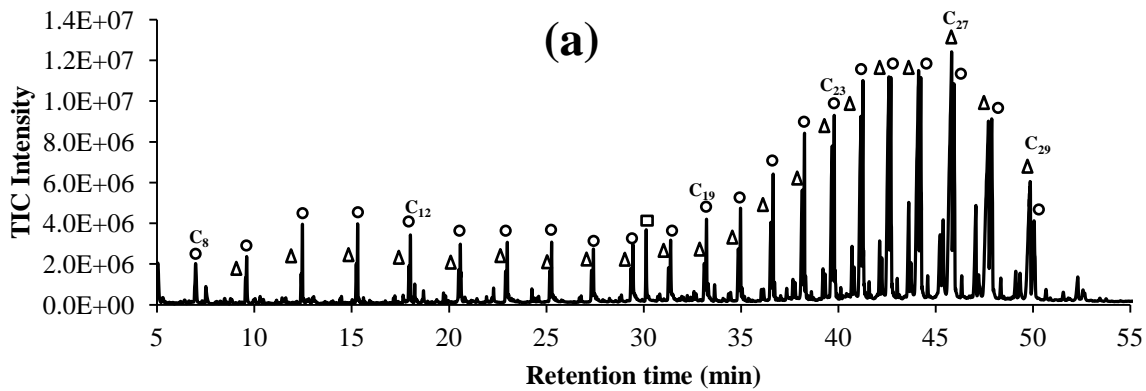 (a)
TIC Intensity
1.4E+07
1.2E+07
1.0E+07
8.0E+06
6.0E+06
4.0E+06
2.0E+06
0.0E+00
C₈
C₁₂
C₁₉
C₂₃
C₂₇
C₂₉
5 10 15 20 25 30 35 40 45 50 55
Retention time (min)